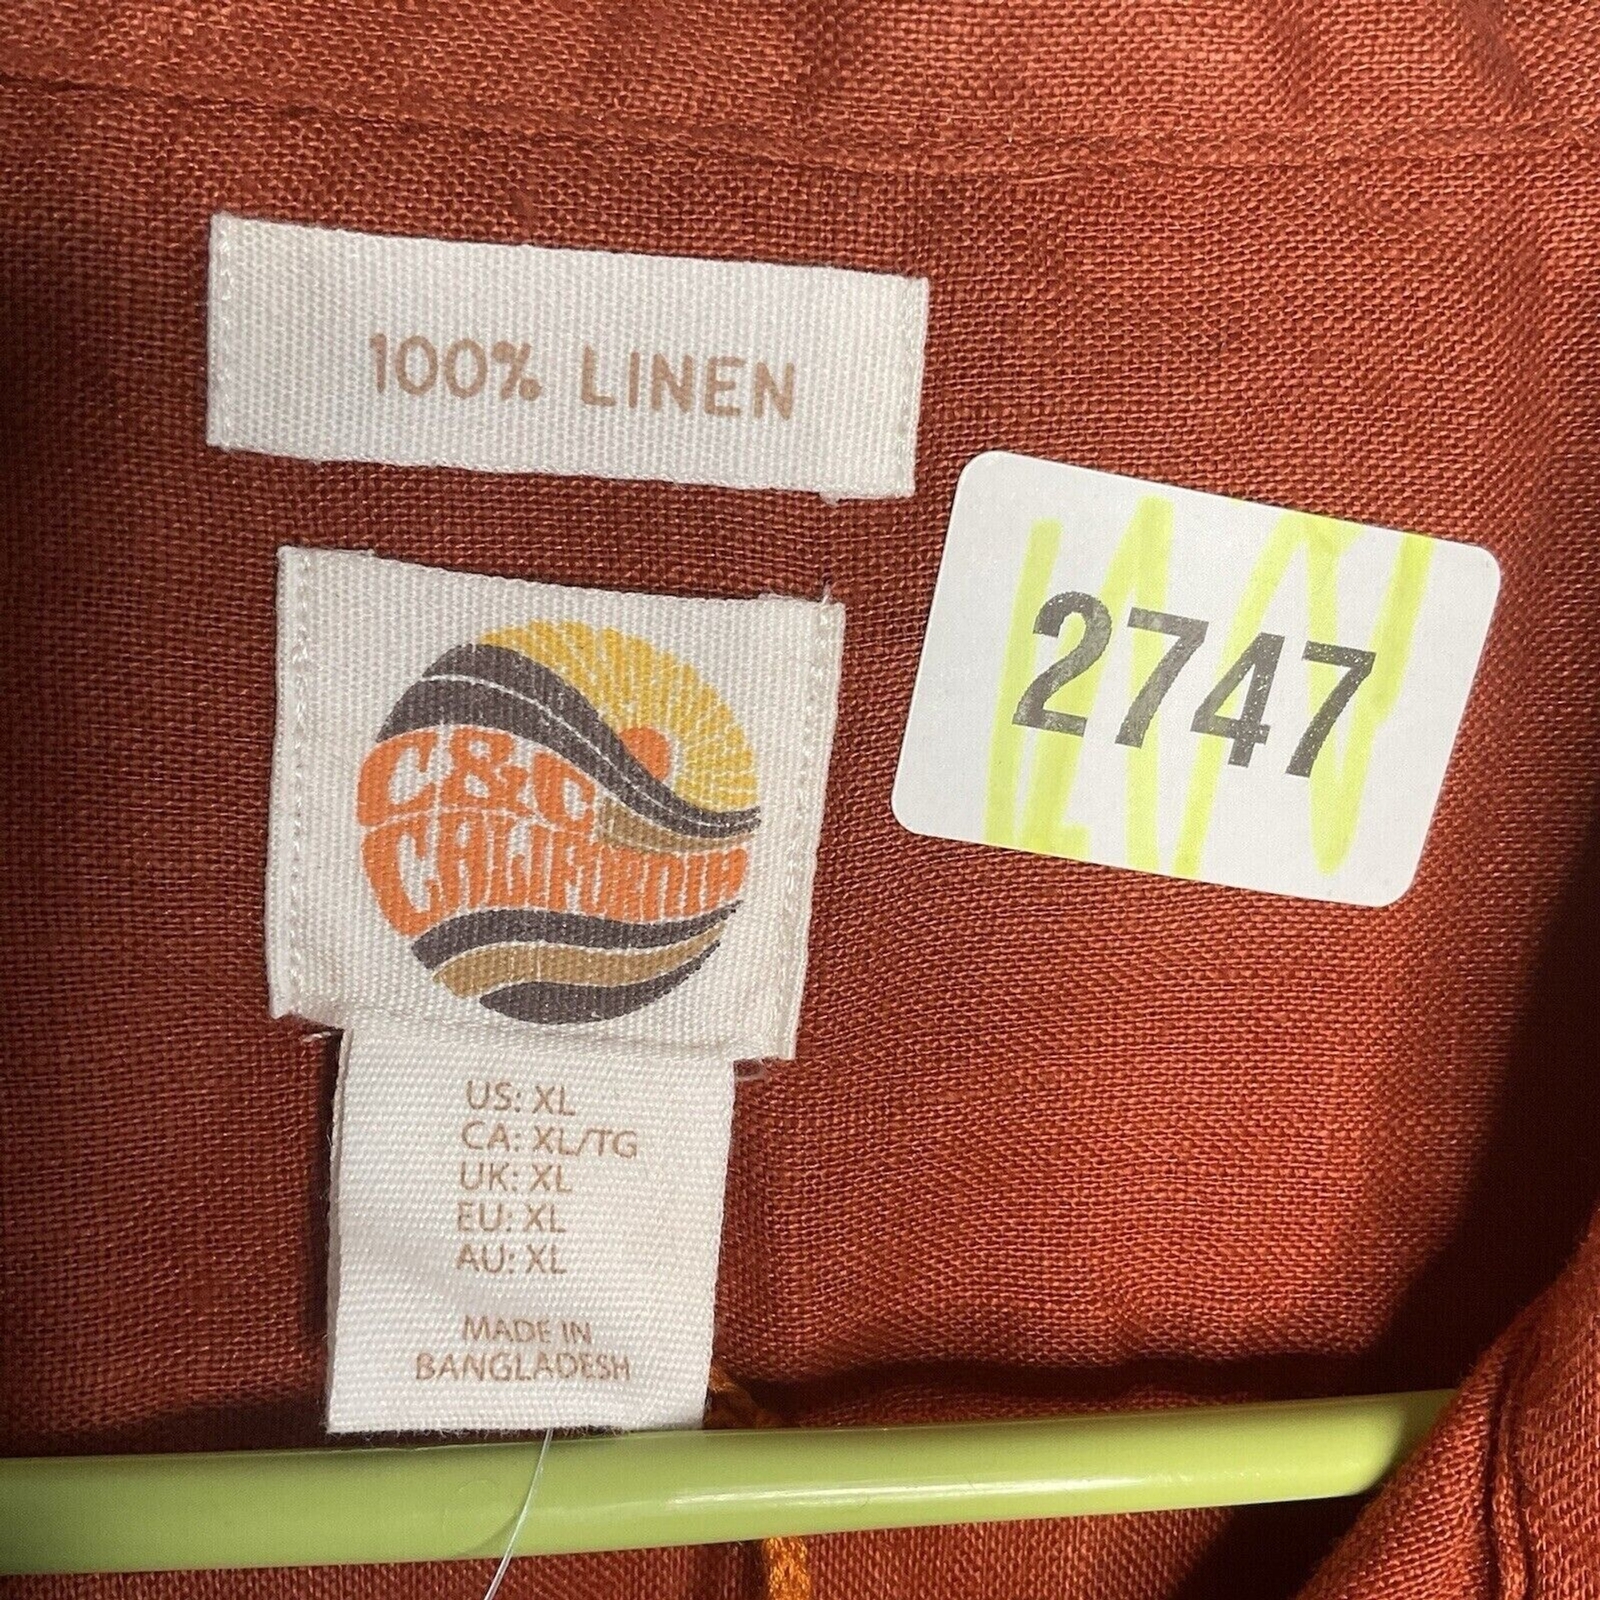 100% LINEN
2747
C&C
CALIFORNIA
US: XL
CA: XL/TG
UK: XL
EU: XL
AU: XL
MADE IN
BANGLADESH